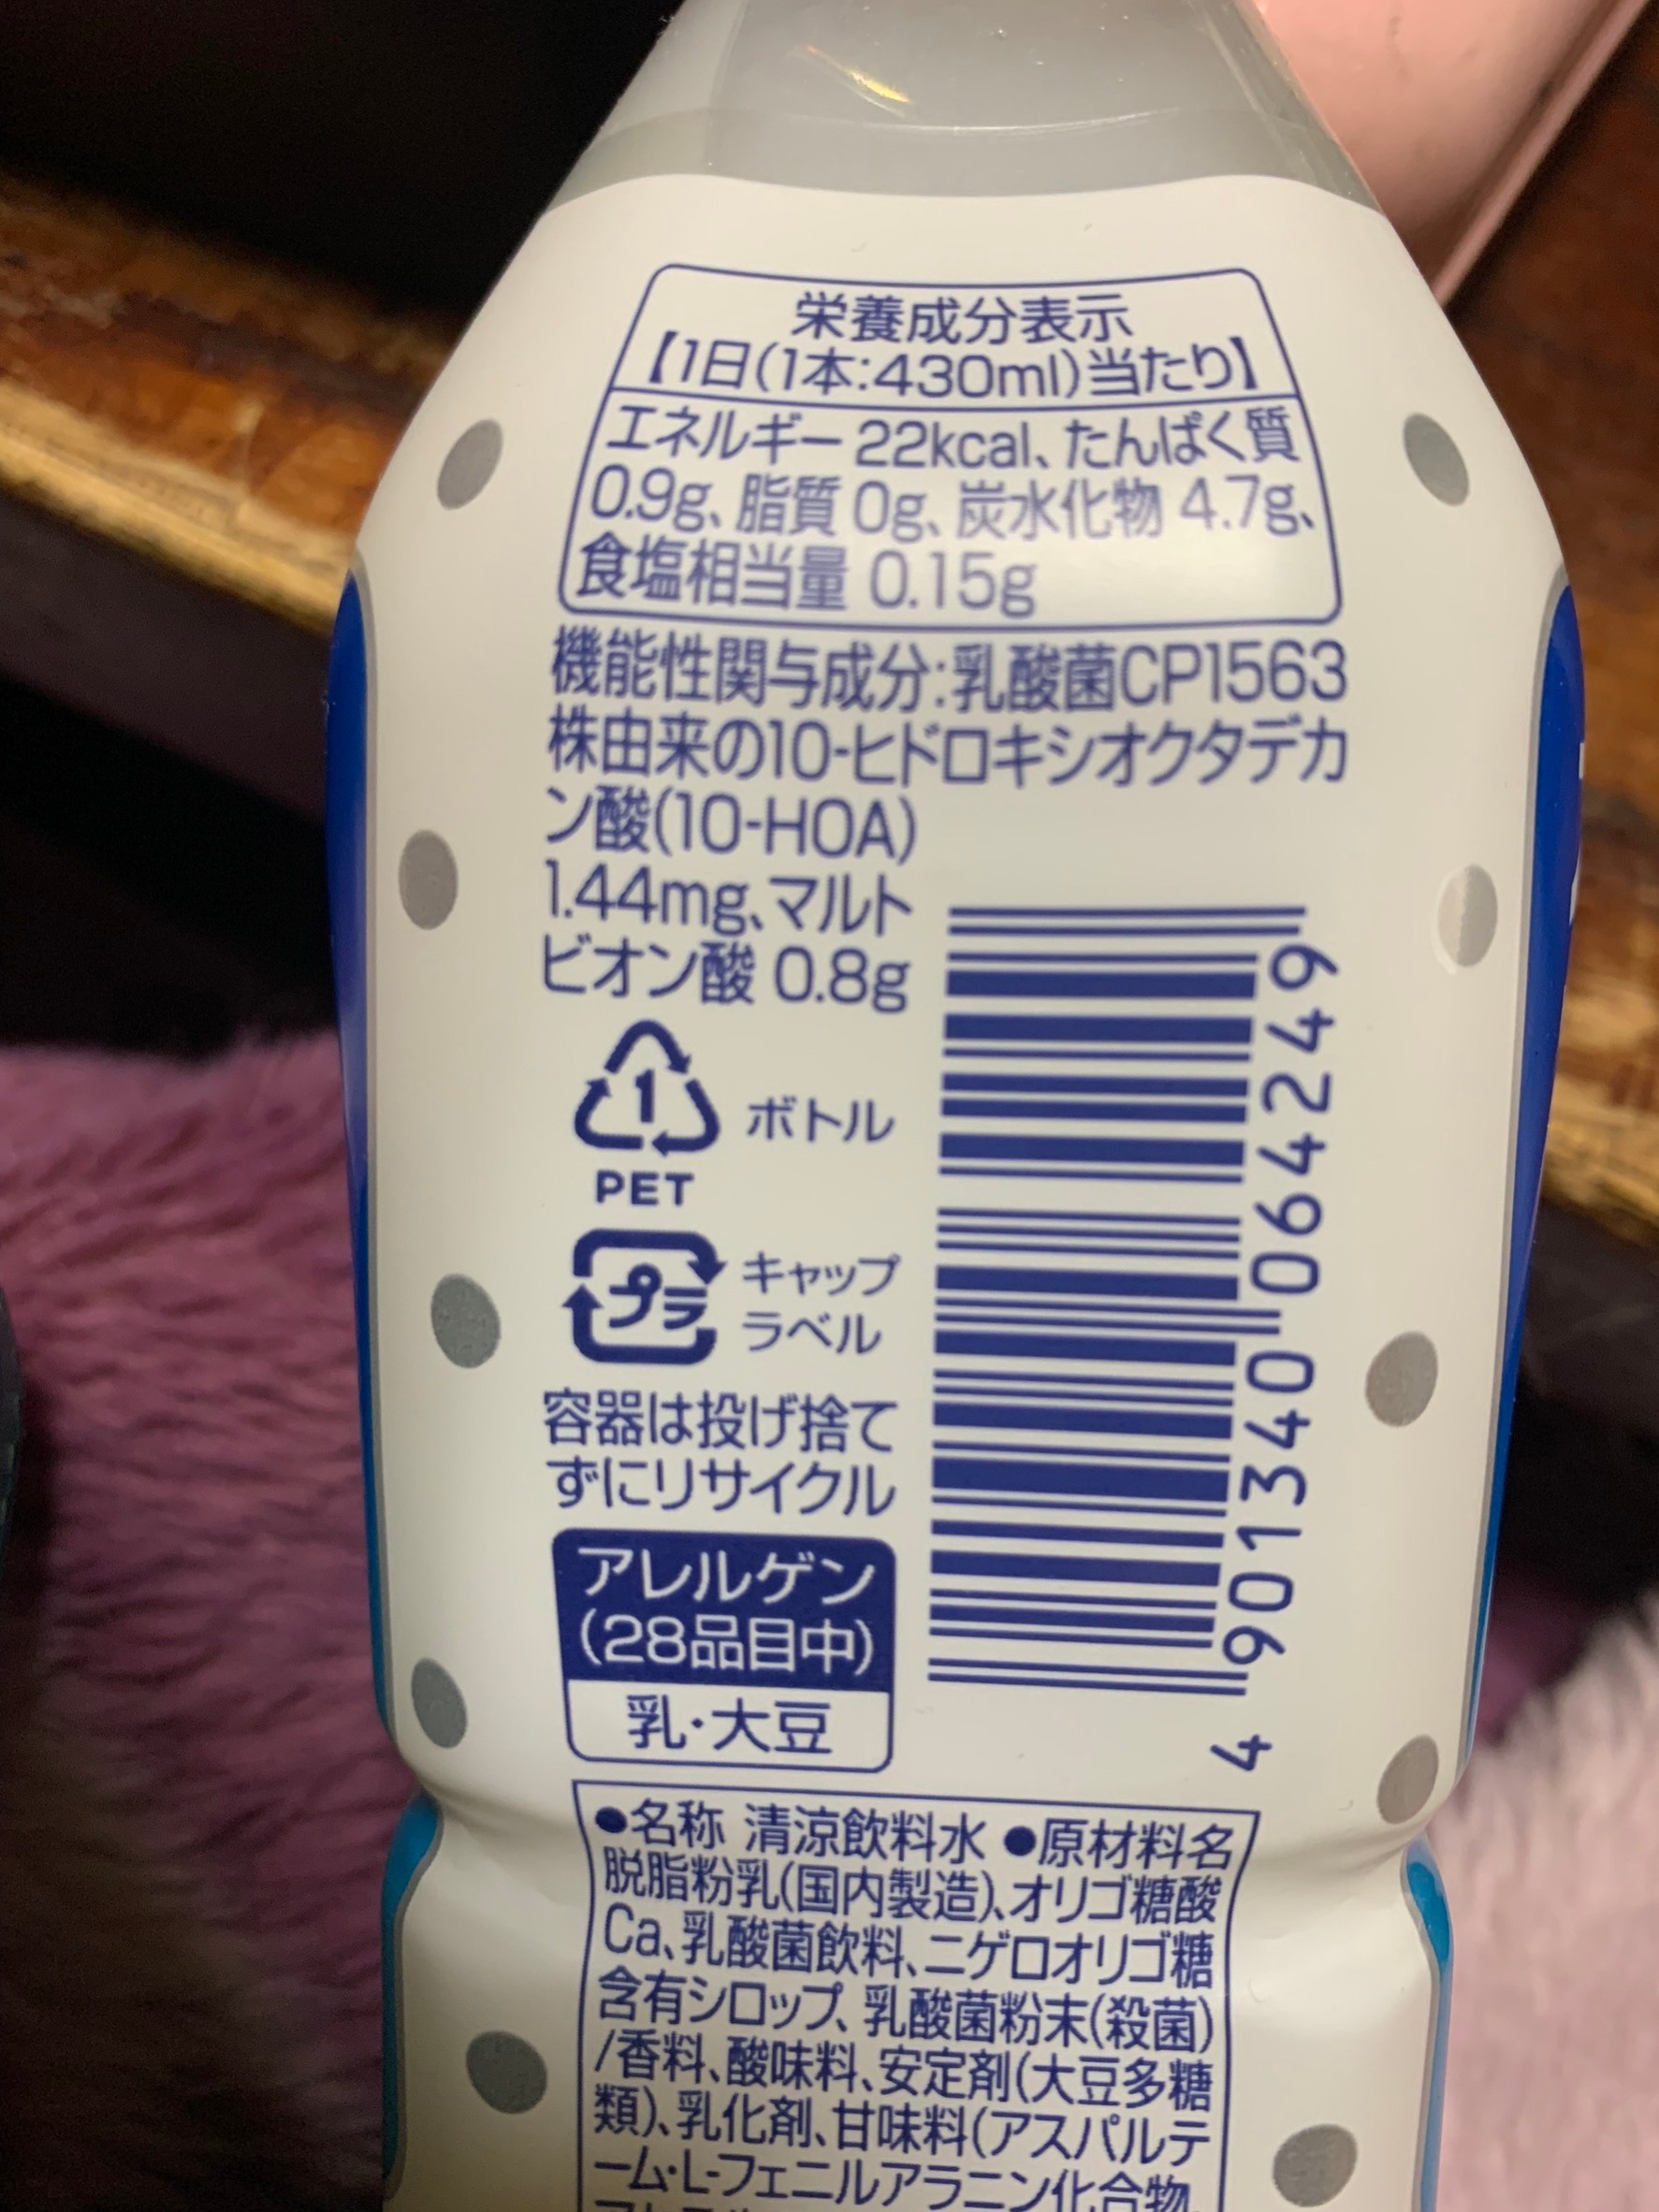 栄養成分表示
【1日(1本:430ml)当たり】
エネルギー 22kcal、たんぱく質
0.9g、脂質 0g、炭水化物 4.7g、
食塩相当量 0.15g
機能性関与成分:乳酸菌CP1563
株由来の10-ヒドロキシオクタデカ
ン酸(10-HOA)
1.44mg、マルト
ビオン酸 0.8g
1
PET
ボトル
プラ
キャップ
ラベル
容器は投げ捨て
ずにリサイクル
アレルゲン
(28品目中)
乳・大豆
4 901340 064249
●名称 清涼飲料水 ●原材料名
脱脂粉乳(国内製造)、オリゴ糖酸
Ca、乳酸菌飲料、ニゲロオリゴ糖
含有シロップ、乳酸菌粉末(殺菌)
/香料、酸味料、安定剤(大豆多糖
類)、乳化剤、甘味料(アスパルテ
ーム・L-フェニルアラニン化合物、